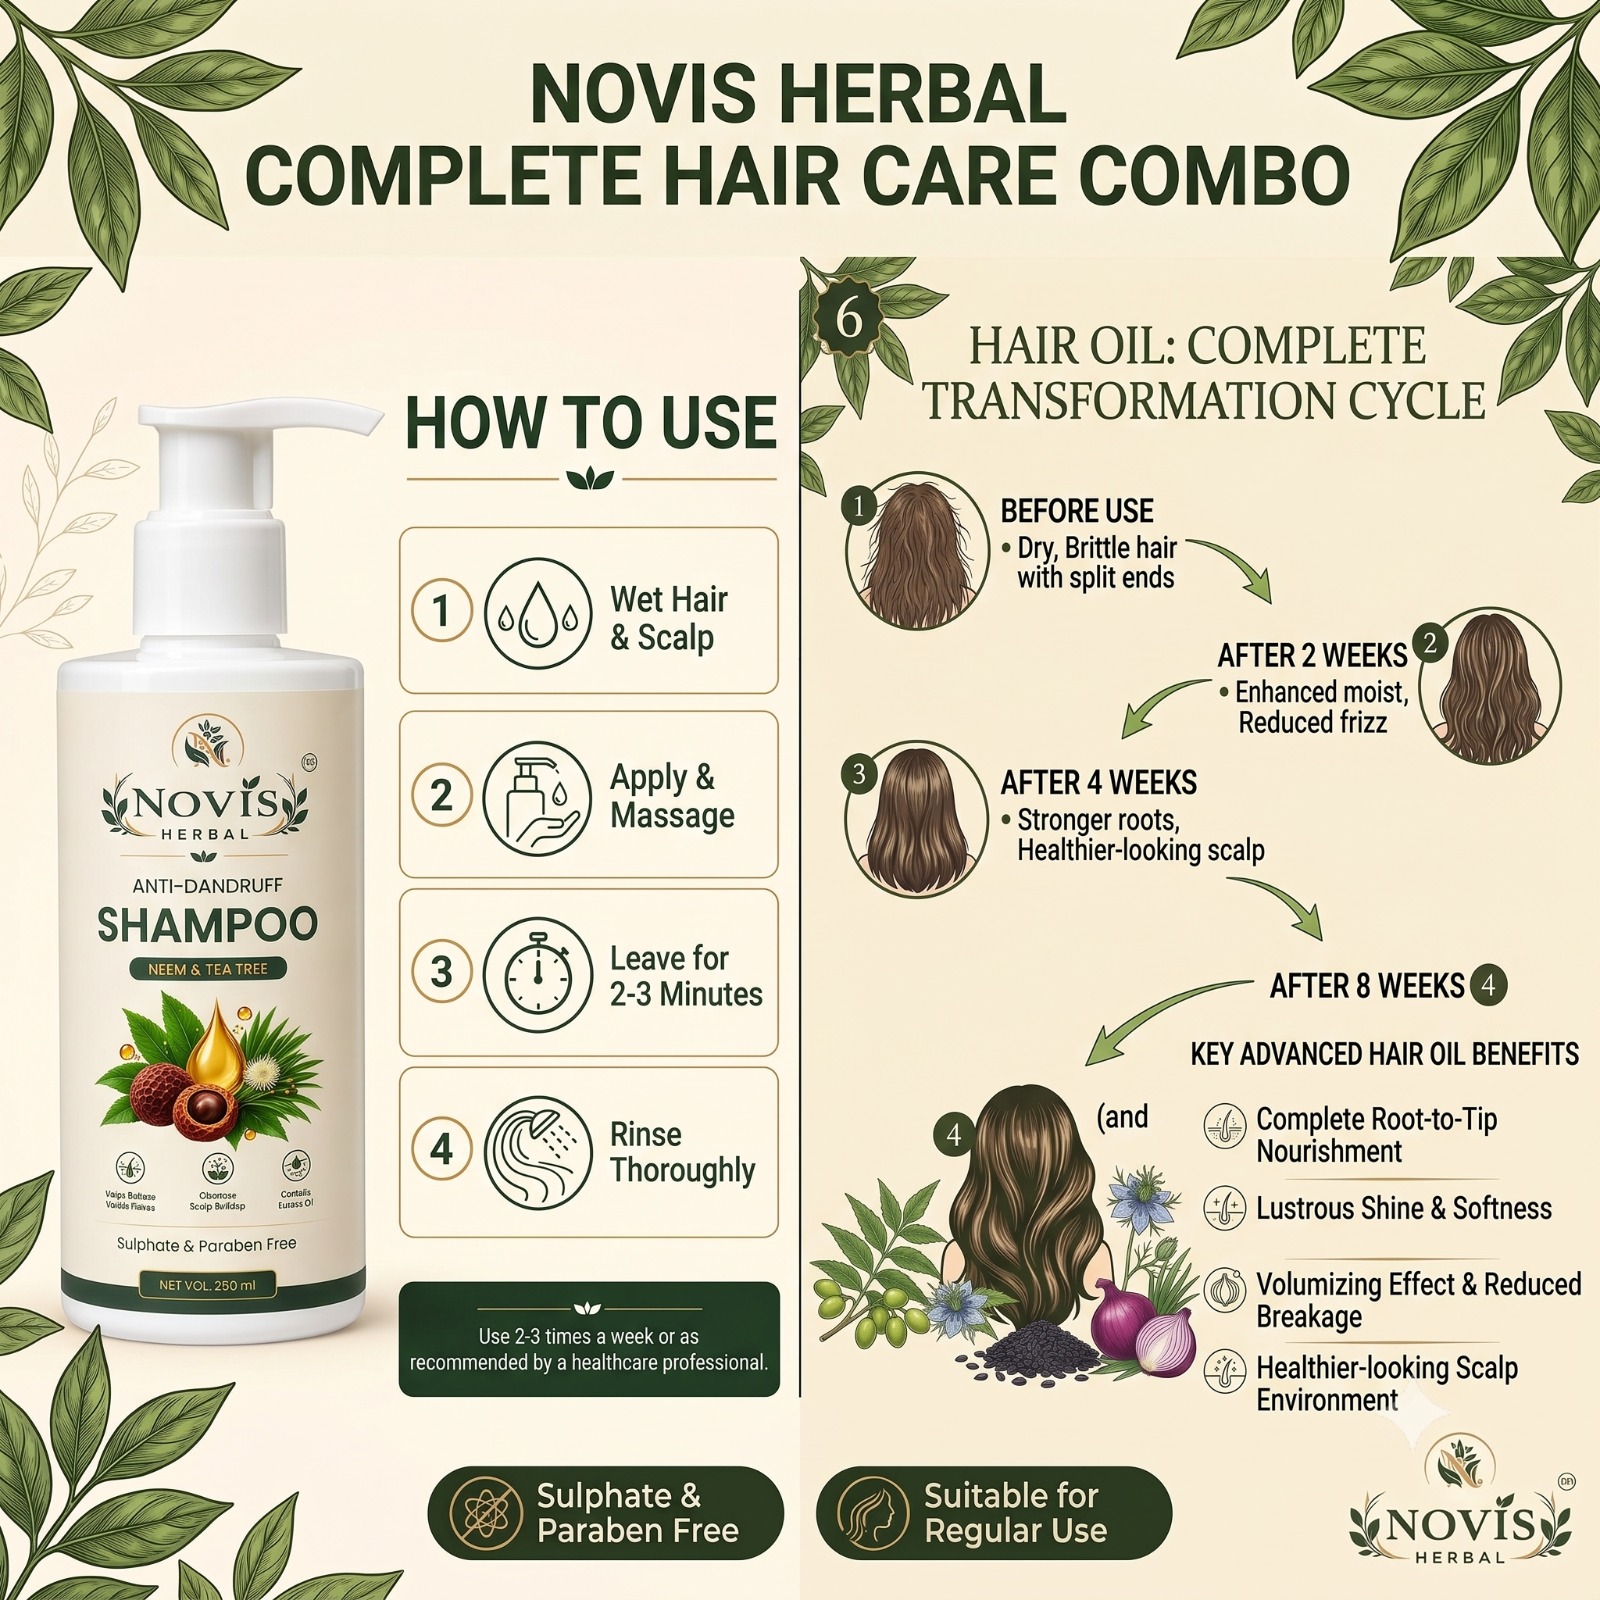 NOVIS HERBAL
COMPLETE HAIR CARE COMBO
NOVIS
HERBAL
ANTI-DANDRUFF
SHAMPOO
NEEM & TEA TREE
Sulphate & Paraben Free
NET VOL. 250 ml
HOW TO USE
1
Wet Hair
& Scalp
2
Apply &
Massage
3
Leave for
2-3 Minutes
4
Rinse
Thoroughly
Use 2-3 times a week or as
recommended by a healthcare professional.
6
HAIR OIL: COMPLETE
TRANSFORMATION CYCLE
1
BEFORE USE
• Dry, Brittle hair
with split ends
AFTER 2 WEEKS
2
• Enhanced moist,
Reduced frizz
3
AFTER 4 WEEKS
• Stronger roots,
Healthier-looking scalp
AFTER 8 WEEKS 4
KEY ADVANCED HAIR OIL BENEFITS
4
(and
Complete Root-to-Tip
Nourishment
Lustrous Shine & Softness
Volumizing Effect & Reduced
Breakage
Healthier-looking Scalp
Environment
Sulphate &
Paraben Free
Suitable for
Regular Use
NOVIS
HERBAL